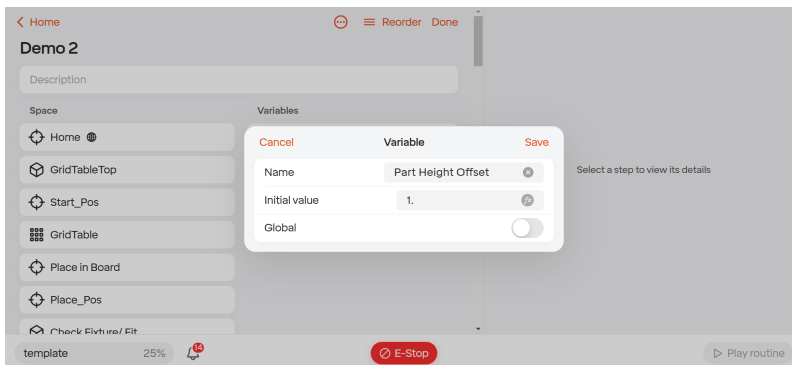 Home
Reorder
Done
Demo 2
Description
Space
Variables
Home
GridTableTop
Start_Pos
GridTable
Place in Board
Place_Pos
Check Fixture/ Fit
Cancel
Variable
Save
Name
Part Height Offset
Initial value
1.
fx
Global
Select a step to view its details
template
25%
14
E-Stop
Play routine